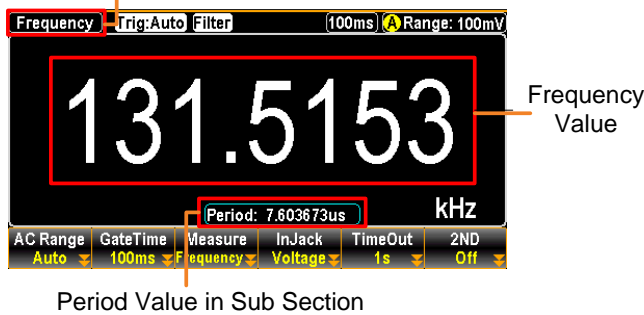 Frequency Trig:Auto Filter 100ms A Range: 100mV
131.5153
Frequency
Value
Period: 7.603673us kHz
AC Range GateTime Measure InJack TimeOut 2ND
Auto 100ms Frequency Voltage 1s Off
Period Value in Sub Section